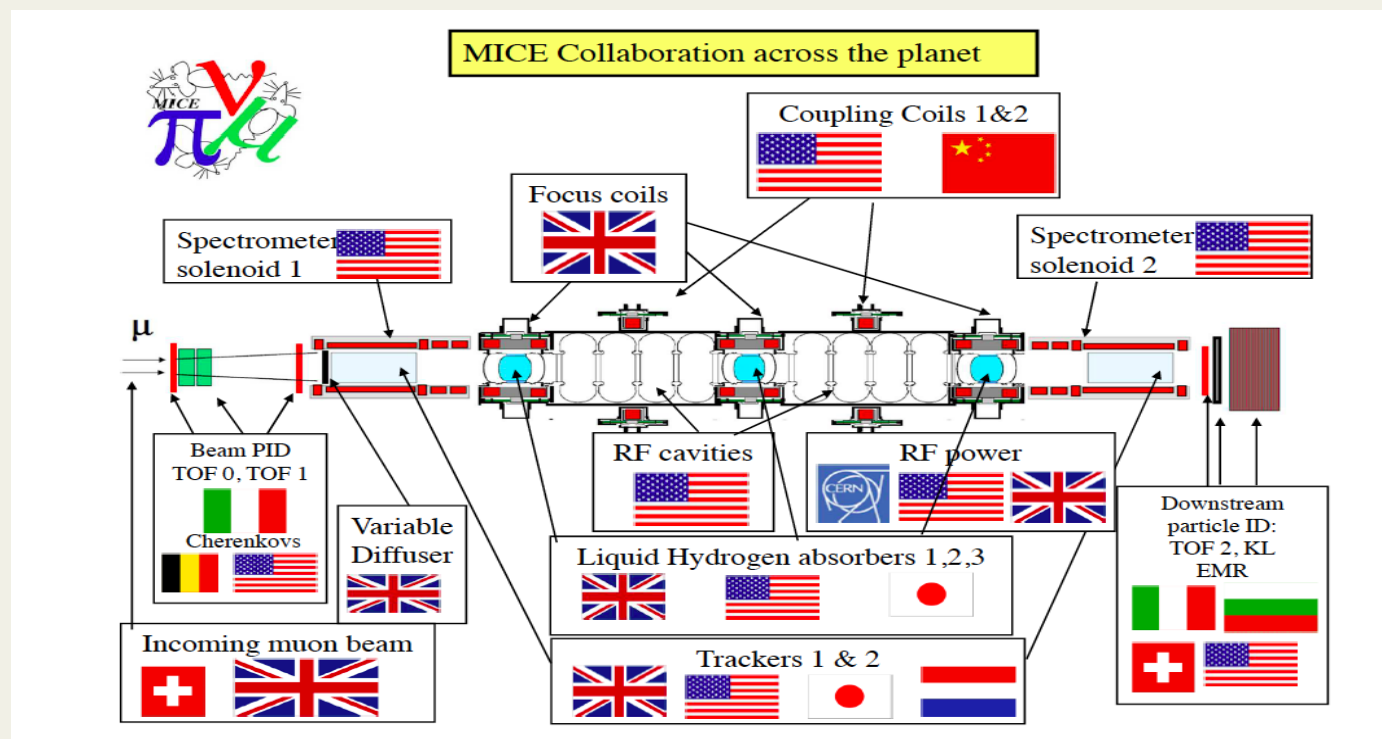 MICE Collaboration across the planet
MICE
ν
π
μ
Coupling Coils 1&2
Focus coils
Spectrometer
solenoid 1
Spectrometer
solenoid 2
μ
Beam PID
TOF 0, TOF 1
Cherenkovs
Variable
Diffuser
RF cavities
RF power
CERN
Downstream
particle ID:
TOF 2, KL
EMR
Liquid Hydrogen absorbers 1,2,3
Incoming muon beam
Trackers 1 & 2